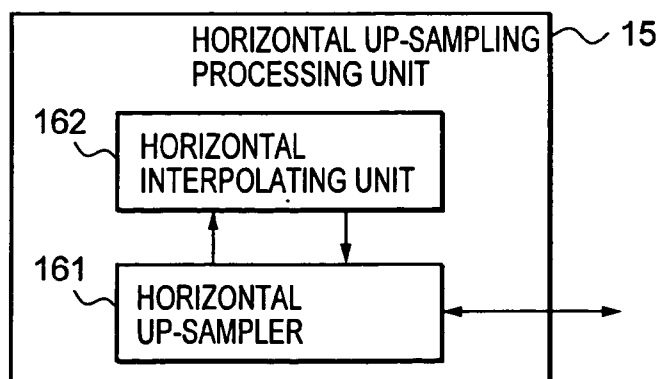 HORIZONTAL UP-SAMPLING
PROCESSING UNIT
15
162
HORIZONTAL
INTERPOLATING UNIT
161
HORIZONTAL
UP-SAMPLER